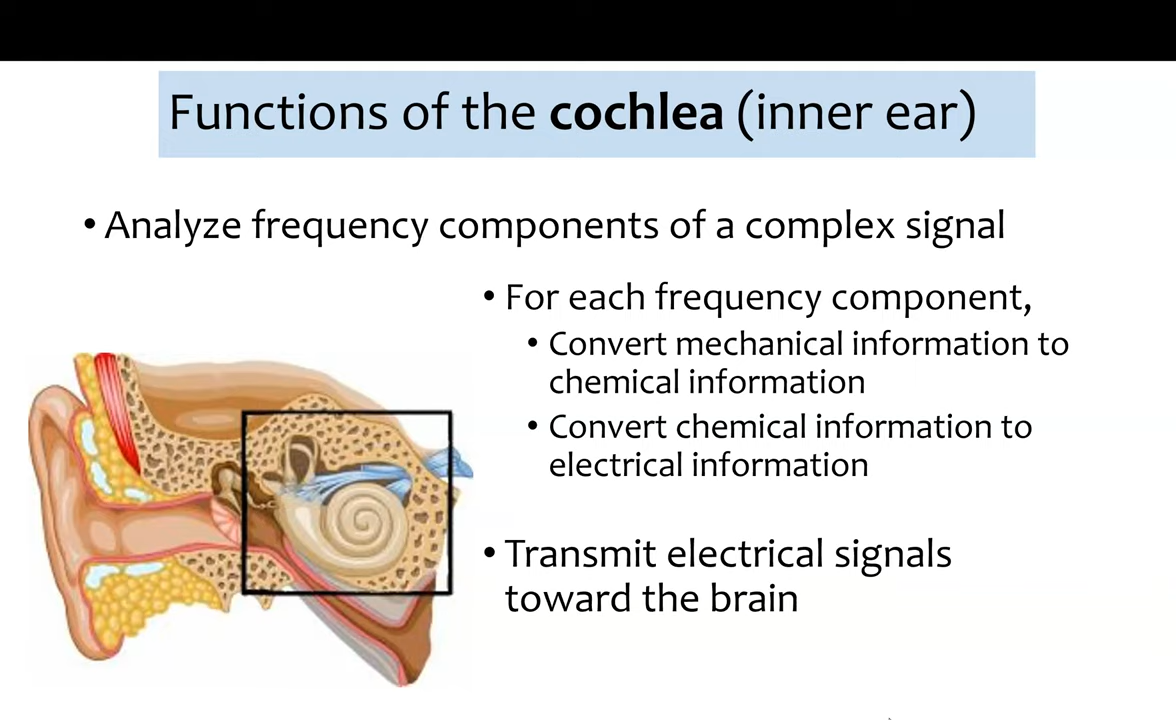 Functions of the cochlea (inner ear)
• Analyze frequency components of a complex signal
• For each frequency component,
• Convert mechanical information to
chemical information
• Convert chemical information to
electrical information
• Transmit electrical signals
toward the brain